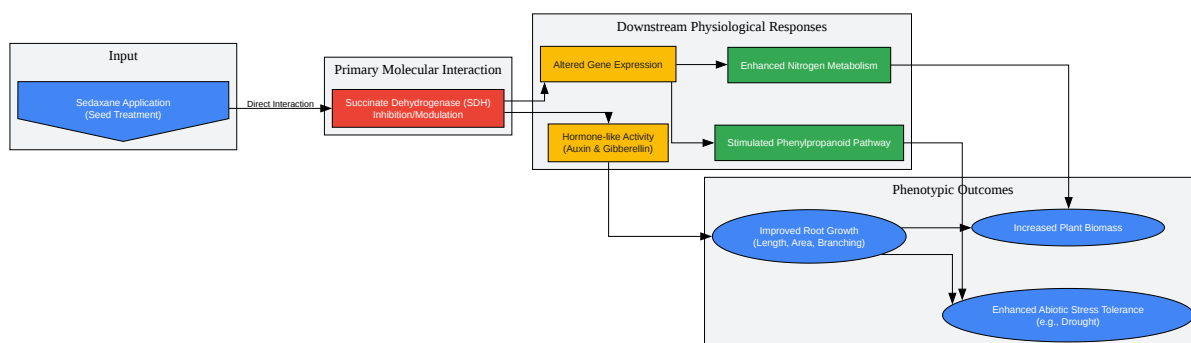 Input
Sedaxane Application
(Seed Treatment)
Direct Interaction
Primary Molecular Interaction
Succinate Dehydrogenase (SDH)
Inhibition/Modulation
Downstream Physiological Responses
Altered Gene Expression
Enhanced Nitrogen Metabolism
Hormone-like Activity
(Auxin & Gibberellin)
Stimulated Phenylpropanoid Pathway
Phenotypic Outcomes
Improved Root Growth
(Length, Area, Branching)
Increased Plant Biomass
Enhanced Abiotic Stress Tolerance
(e.g., Drought)